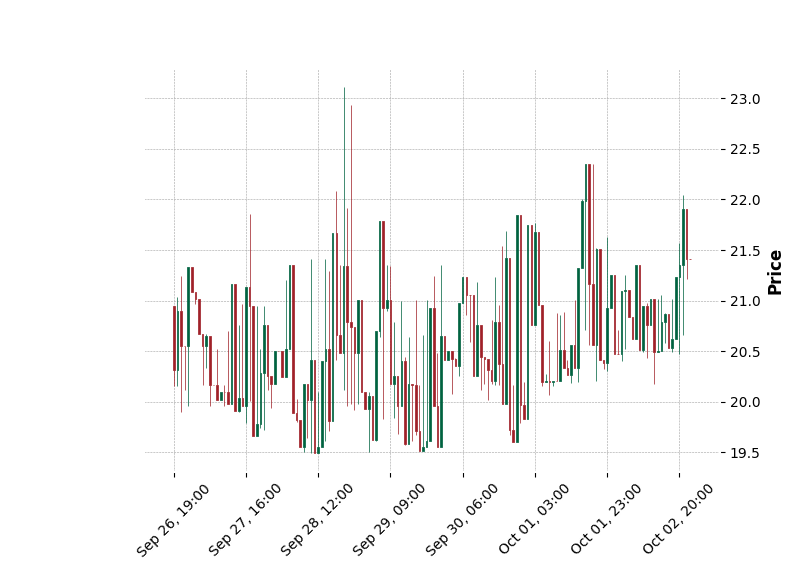 23.0
22.5
22.0
21.5
21.0
20.5
20.0
19.5
Price
Sep 26, 19:00
Sep 27, 16:00
Sep 28, 12:00
Sep 29, 09:00
Sep 30, 06:00
Oct 01, 03:00
Oct 01, 23:00
Oct 02, 20:00